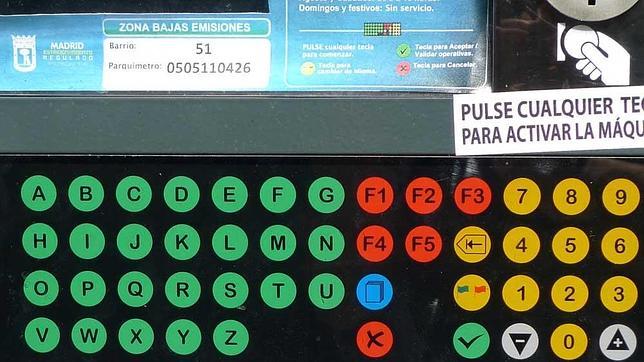 Domingos y festivos: Sin servicio.
ZONA BAJAS EMISIONES
MADRID
ESTACIONAMIENTO
REGULADO
Barrio: 51
Parquímetro: 0505110426
PULSE cualquier tecla
para comenzar.
Tecla para Aceptar/
Validar operativas.
Tecla para
cambiar de Idioma.
Tecla para Cancelar.
PULSE CUALQUIER TEC
PARA ACTIVAR LA MÁQU
A B C D E F G F1 F2 F3 7 8 9
H I J K L M N F4 F5 4 5 6
O P Q R S T U 1 2 3
V W X Y Z 0